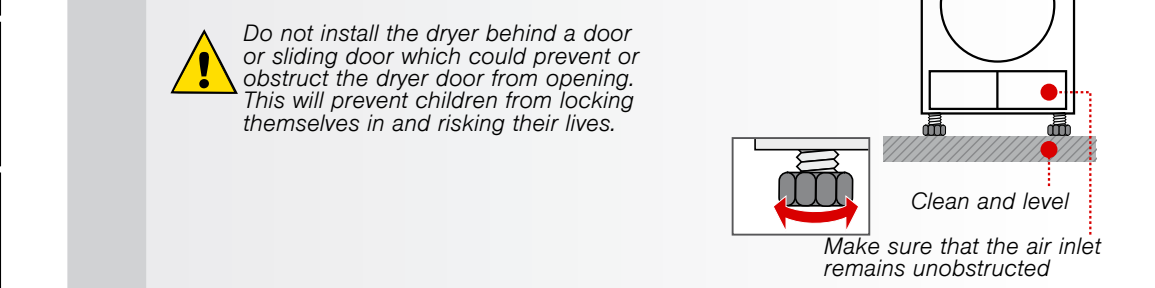 Do not install the dryer behind a door
or sliding door which could prevent or
obstruct the dryer door from opening.
This will prevent children from locking
themselves in and risking their lives.
Clean and level
Make sure that the air inlet
remains unobstructed